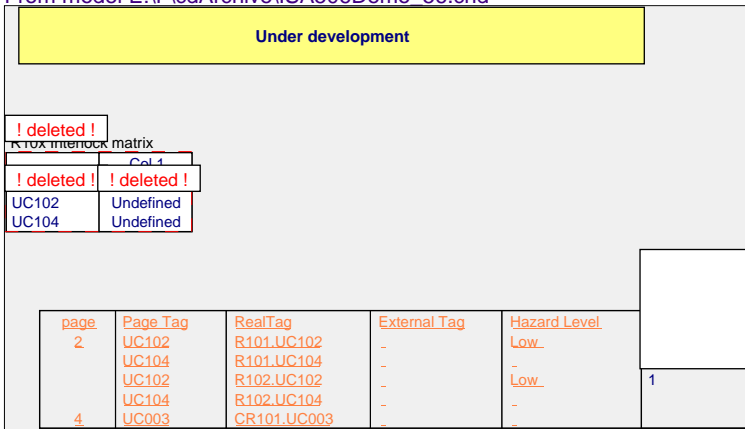 Under development
! deleted !
R10x Interlock matrix
Col 1
! deleted ! ! deleted !
UC102 Undefined
UC104 Undefined
page Page Tag RealTag External Tag Hazard Level
2 UC102 R101.UC102 _ Low
UC104 R101.UC104 _ _
UC102 R102.UC102 _ Low
UC104 R102.UC104 _ _
1
4 UC003 CR101.UC003 _ _